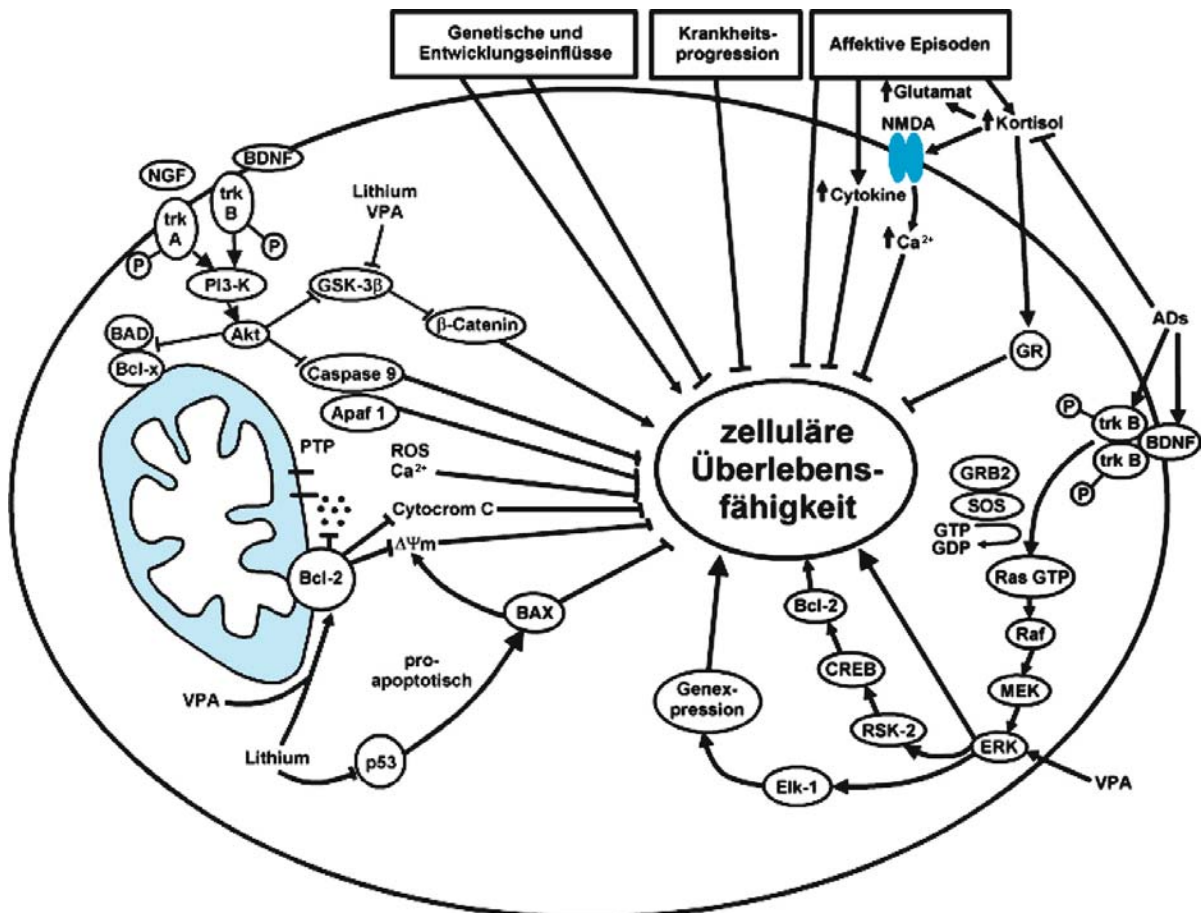 Genetische und
Entwicklungseinflüsse
Krankheits-
progression
Affektive Episoden
Glutamat
NMDA
Kortisol
Cytokine
Ca²⁺
NGF
BDNF
trk
A
trk
B
P
P
PI3-K
Lithium
VPA
GSK-3β
β-Catenin
BAD
Bcl-x
Akt
Caspase 9
Apaf 1
PTP
ROS
Ca²⁺
Cytocrom C
ΔΨm
Bcl-2
BAX
pro-
apoptotisch
VPA
Lithium
p53
zelluläre
Überlebens-
fähigkeit
GR
ADs
P
trk B
BDNF
trk B
P
GRB2
SOS
GTP
GDP
Ras GTP
Raf
MEK
ERK
VPA
Bcl-2
CREB
RSK-2
Genex-
pression
Elk-1